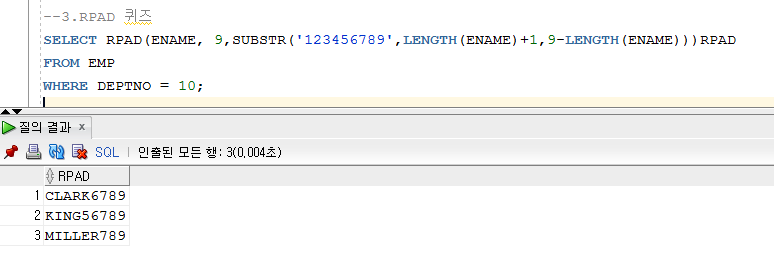 --3.RPAD 퀴즈
SELECT RPAD(ENAME, 9,SUBSTR('123456789',LENGTH(ENAME)+1,9-LENGTH(ENAME)))RPAD
FROM EMP
WHERE DEPTNO = 10;
질의 결과 x
SQL | 인출된 모든 행: 3(0,004초)
RPAD
1 CLARK6789
2 KING56789
3 MILLER789